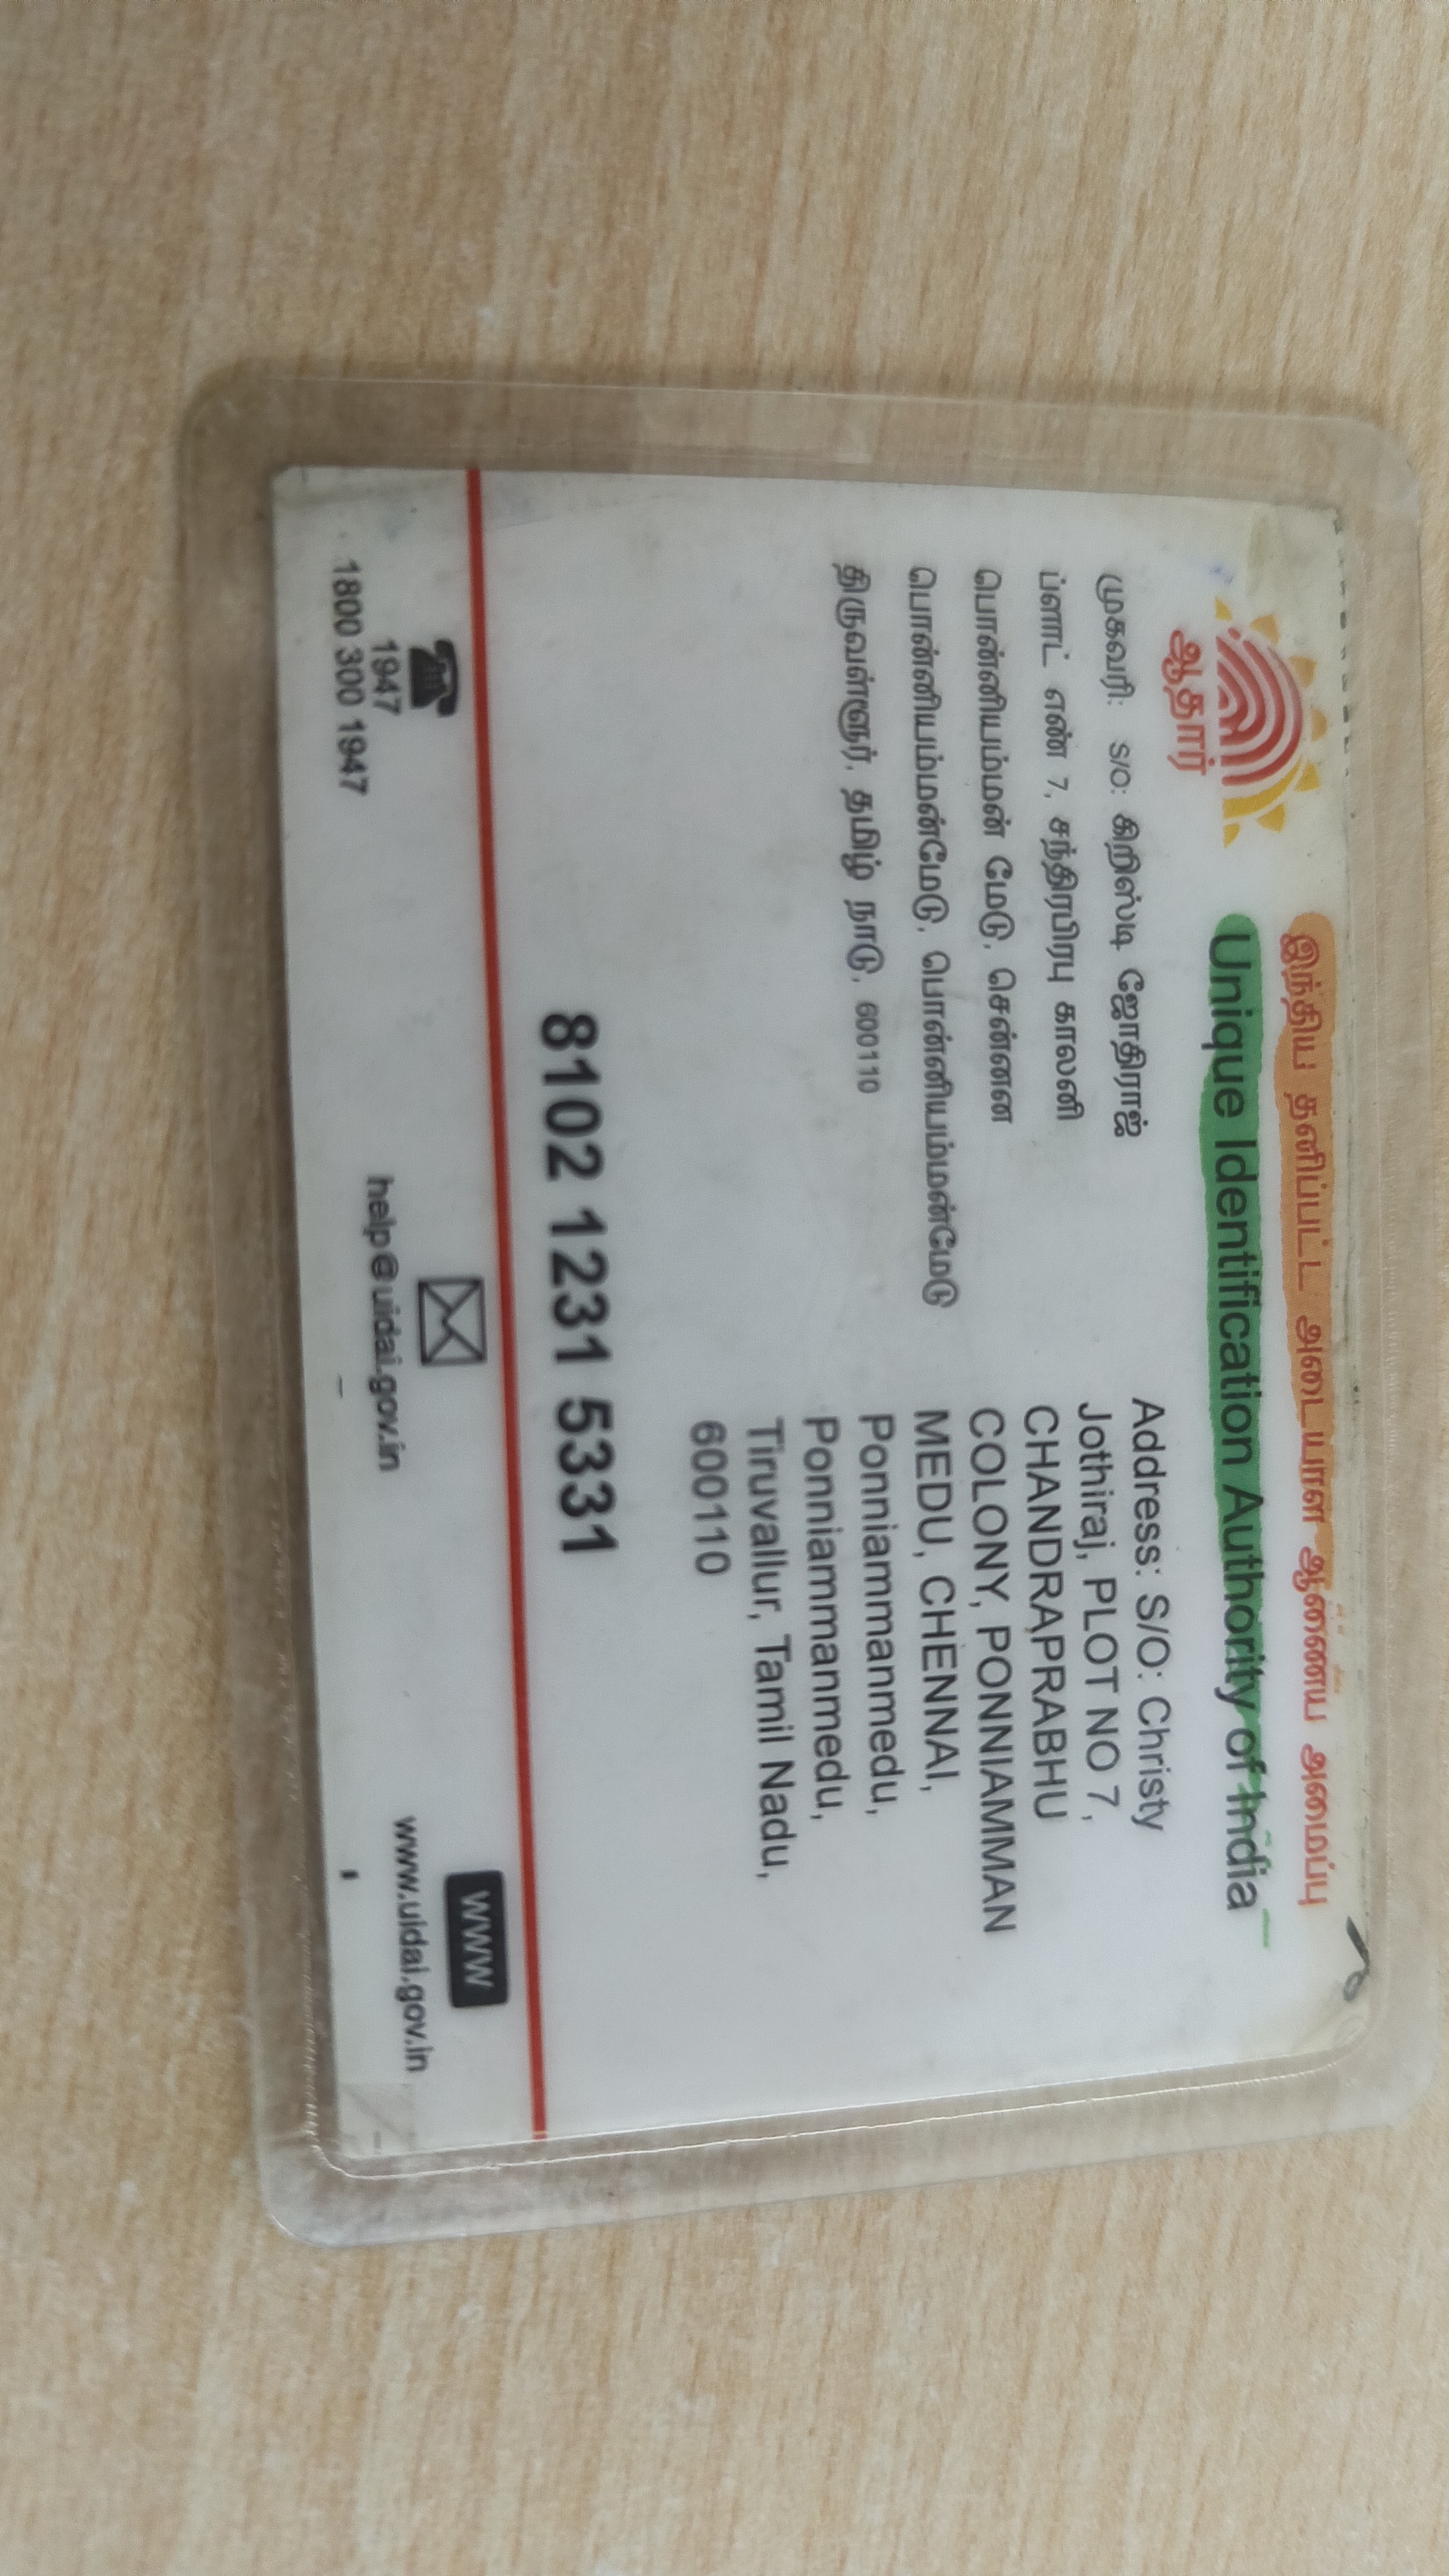 இந்திய தனிப்பட்ட அடையாள ஆணைய அமைப்பு
Unique Identification Authority of India
ஆதார்
முகவரி: S/O: கிறிஸ்டி ஜோதிராஜ்
ப்ளாட் எண் 7, சந்திரபிரபு காலனி
பொன்னியம்மன் மேடு, சென்னை
பொன்னியம்மன்மேடு, பொன்னியம்மன்மேடு
திருவள்ளூர், தமிழ் நாடு, 600110
Address: S/O: Christy
Jothiraj, PLOT NO 7,
CHANDRAPRABHU
COLONY, PONNIAMMAN
MEDU, CHENNAI,
Ponniammanmedu,
Ponniammanmedu,
Tiruvallur, Tamil Nadu,
600110
8102 1231 5331
1947
1800 300 1947
help@uidai.gov.in
WWW
www.uidai.gov.in